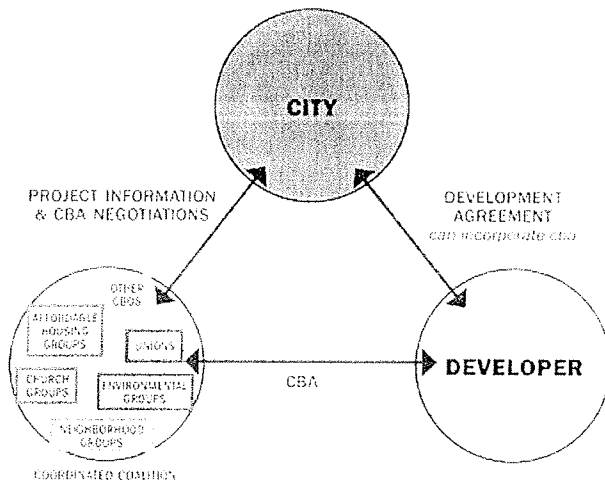 CITY
PROJECT INFORMATION
& CBA NEGOTIATIONS
DEVELOPMENT
AGREEMENT
can incorporate cba
OTHER
CBOS
AFFORDABLE
HOUSING
GROUPS
UNIONS
CHURCH
GROUPS
ENVIRONMENTAL
GROUPS
NEIGHBORHOOD
GROUPS
CBA
DEVELOPER
COORDINATED COALITION